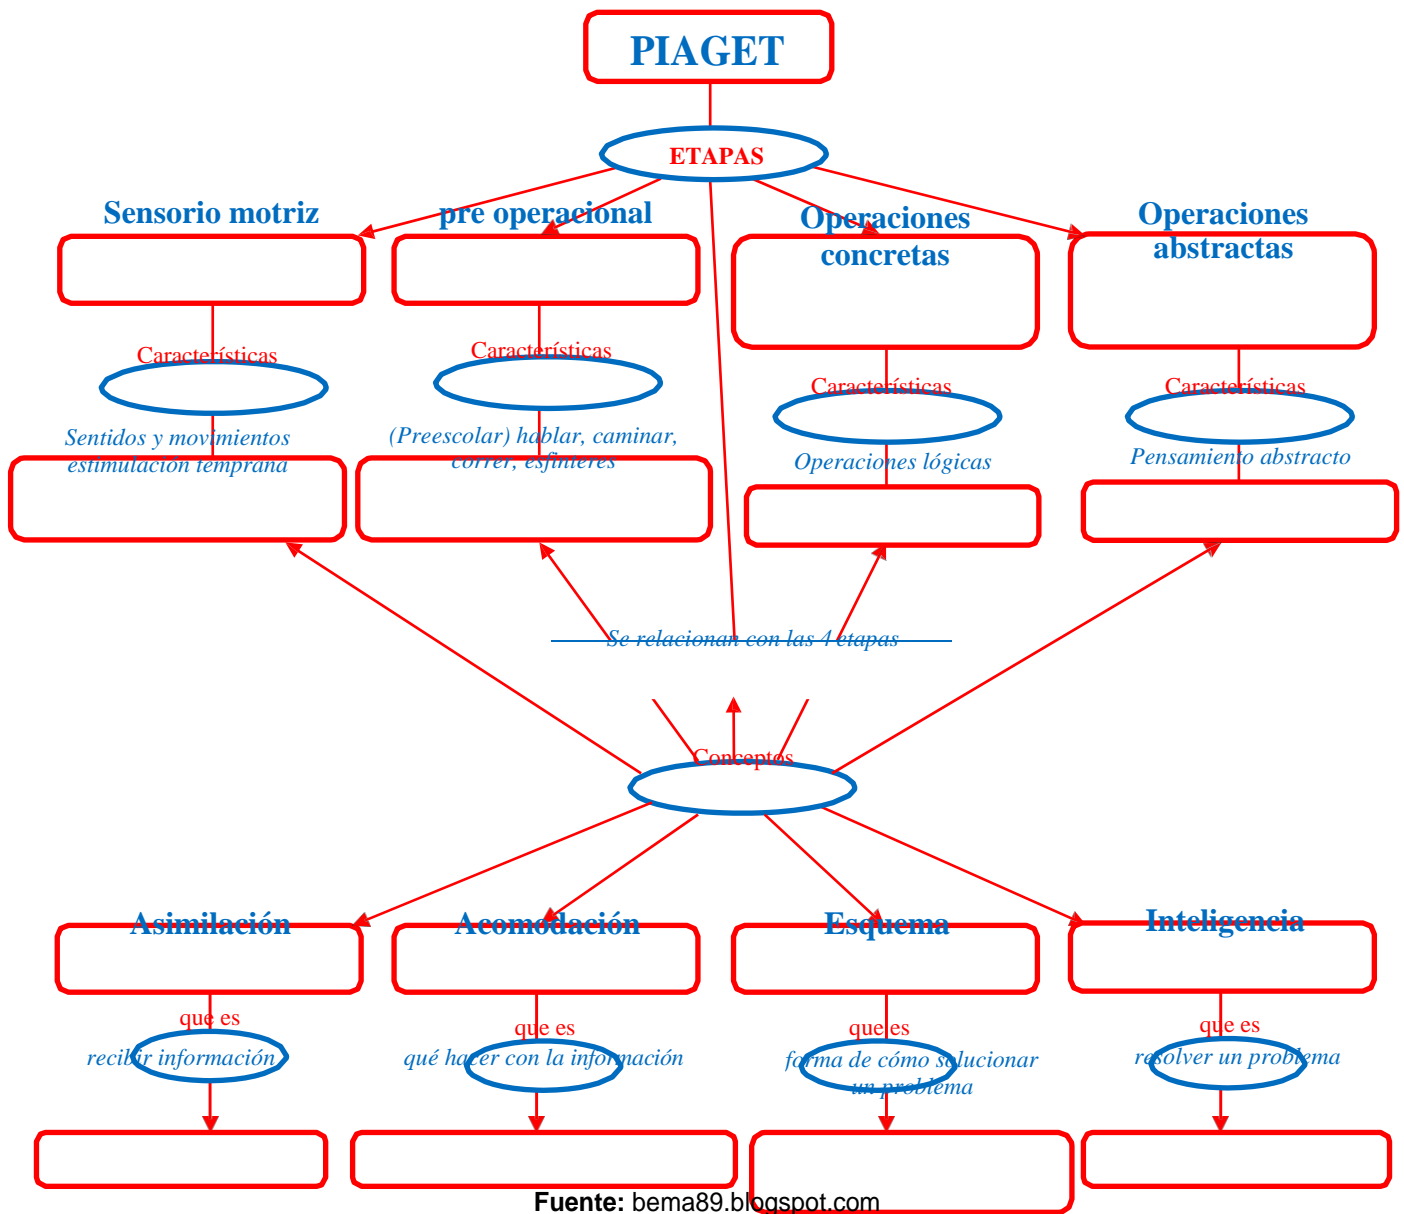 PIAGET
ETAPAS
Sensorio motriz
pre operacional
Operaciones
concretas
Operaciones
abstractas
Características
Características
Características
Características
Sentidos y movimientos
estimulación temprana
(Preescolar) hablar, caminar,
correr, esfínteres
Operaciones lógicas
Pensamiento abstracto
Se relacionan con las 4 etapas
Conceptos
Asimilación
Acomodación
Esquema
Inteligencia
que es
que es
que es
que es
recibir información
qué hacer con la información
forma de cómo solucionar
un problema
resolver un problema
Fuente: bema89.blogspot.com